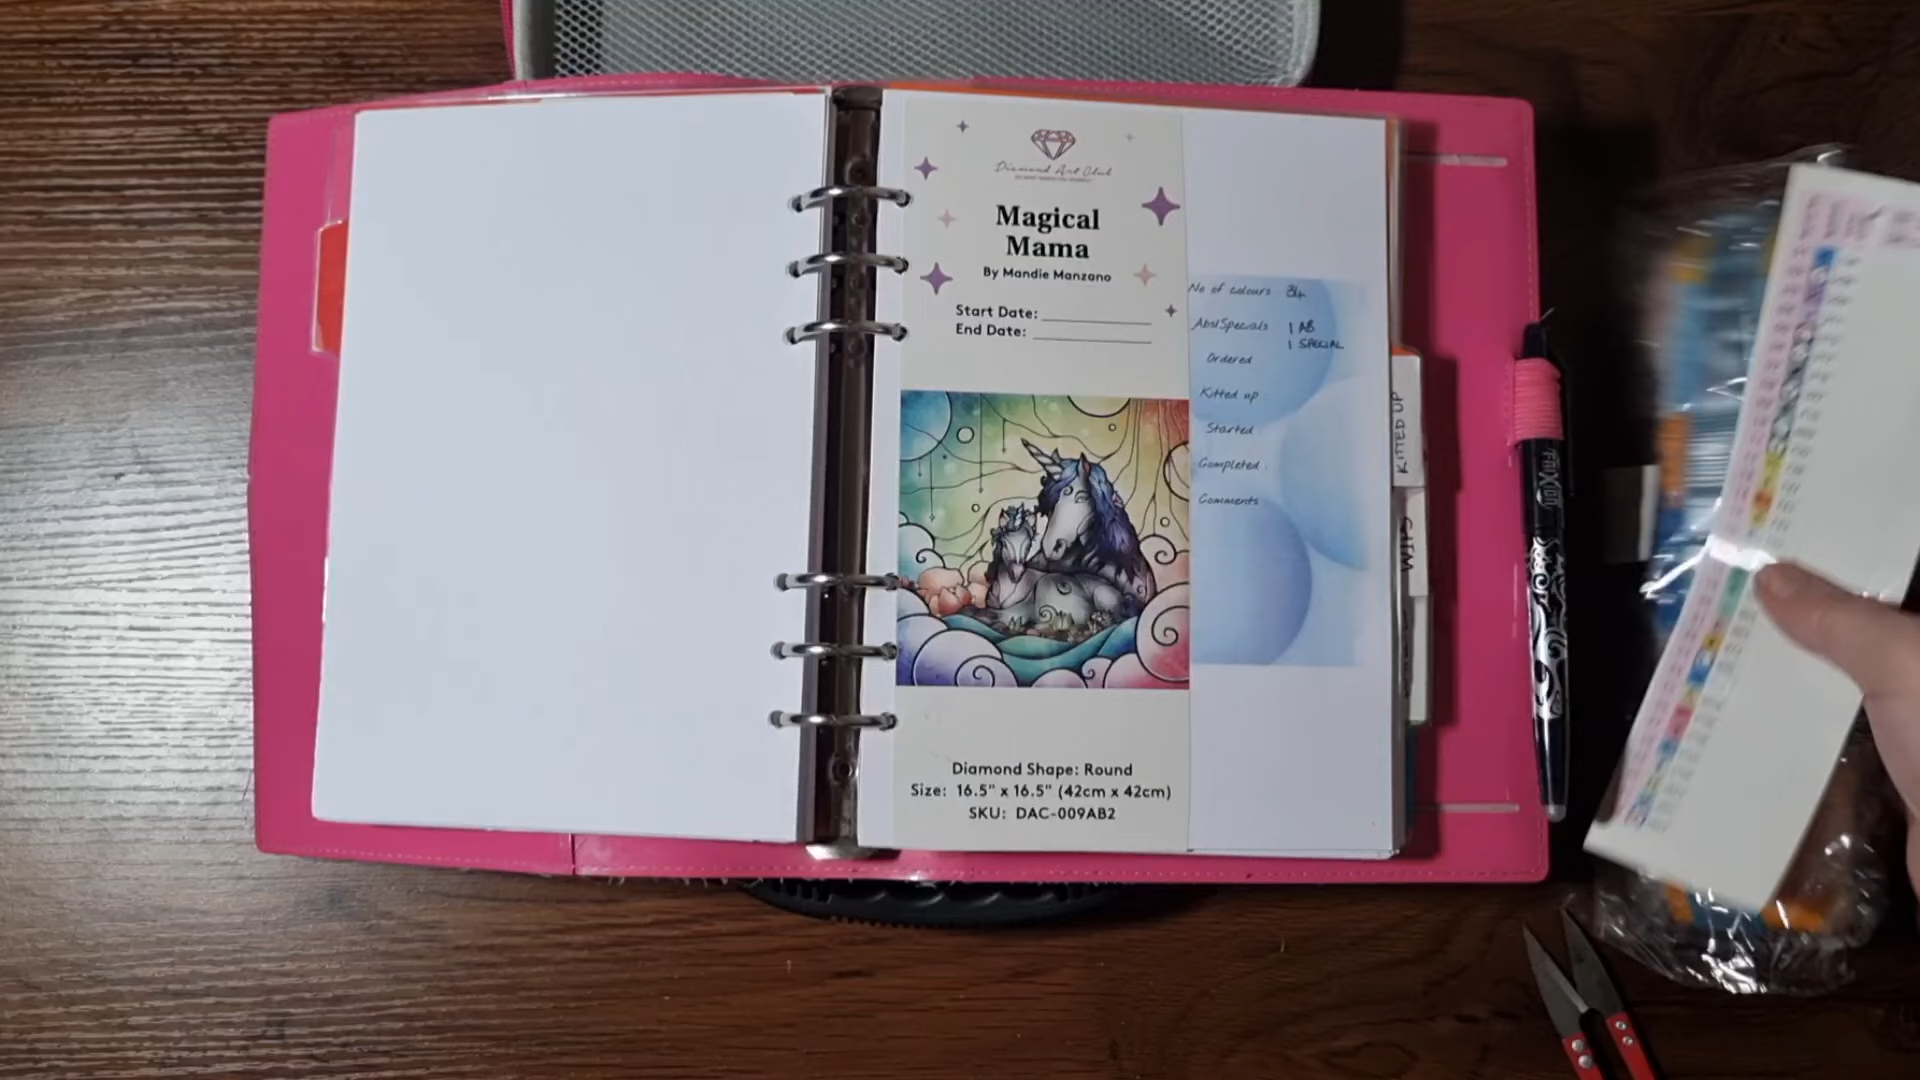 Diamond Art Club
Magical
Mama
By Mandie Manzano
Start Date:
End Date:
Diamond Shape: Round
Size: 16.5" x 16.5" (42cm x 42cm)
SKU: DAC-009AB2
No of colours 34
Abs/Specials 1 AB
1 SPECIAL
Ordered
Kitted up
Started
Completed
Comments
KITTED UP
WIPS
FriXion